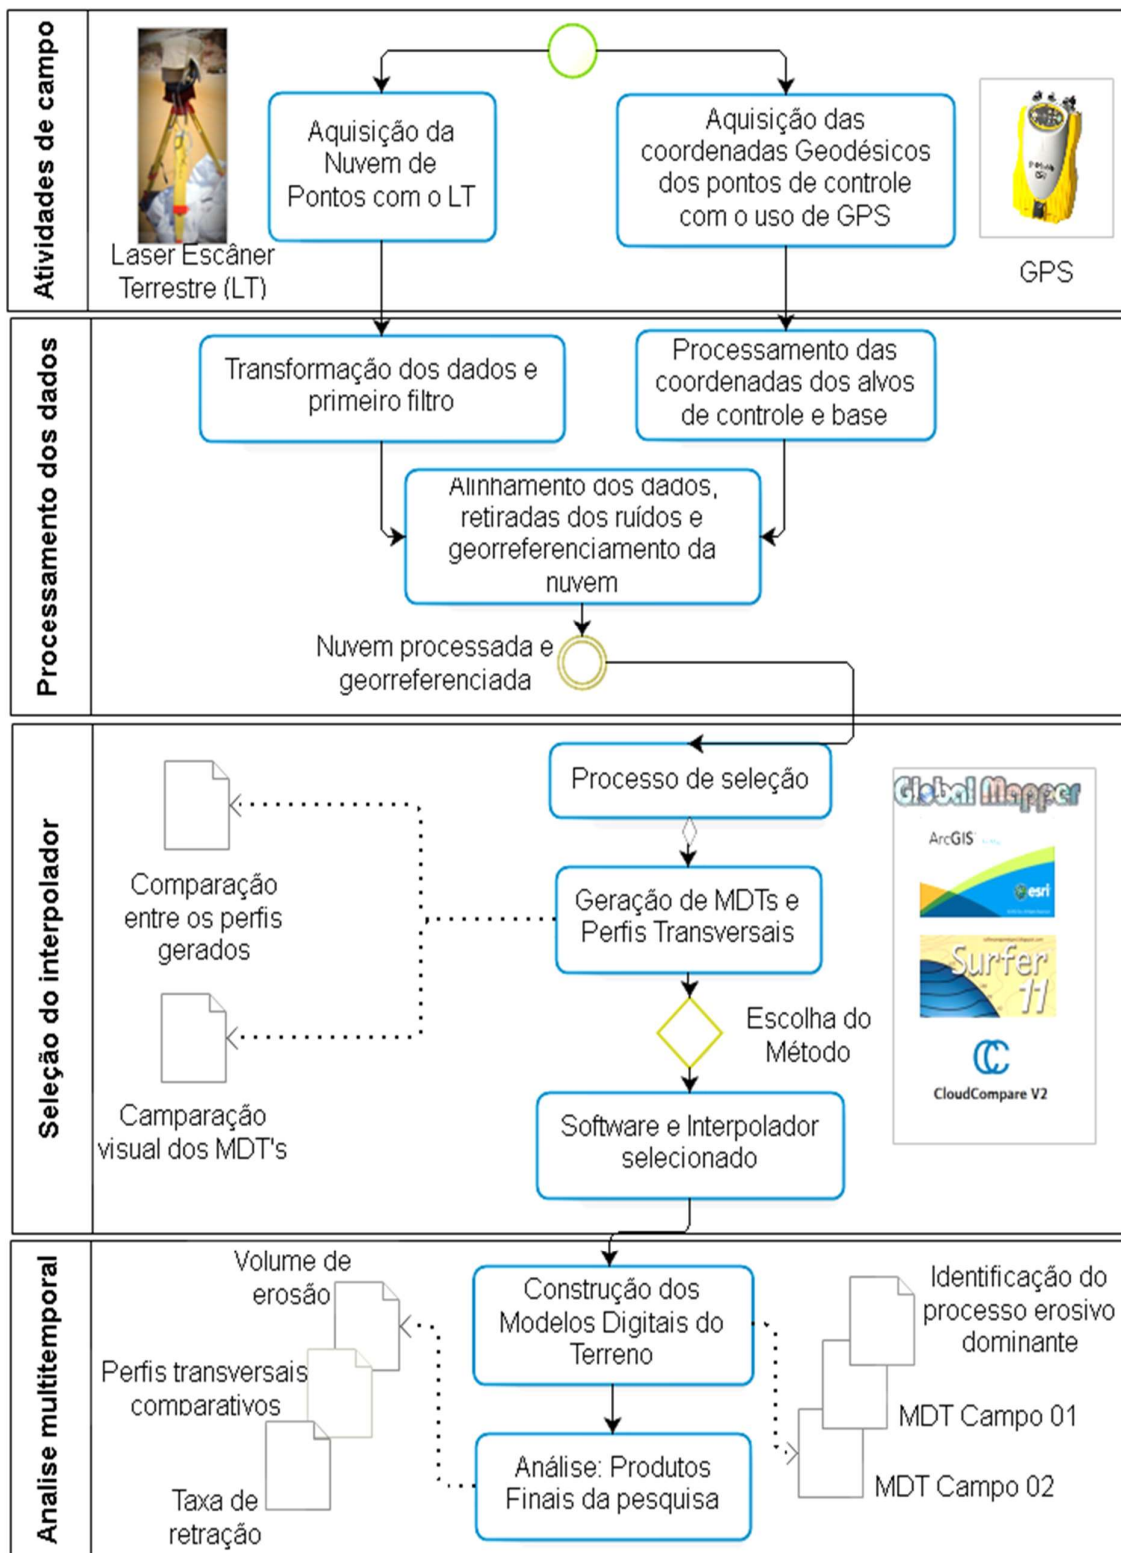 Atividades de campo
Laser Escâner
Terrestre (LT)
Aquisição da
Nuvem de
Pontos com o LT
Aquisição das
coordenadas Geodésicos
dos pontos de controle
com o uso de GPS
GPS
Processamento dos dados
Transformação dos dados e
primeiro filtro
Processamento das
coordenadas dos alvos
de controle e base
Alinhamento dos dados,
retiradas dos ruídos e
georreferenciamento da
nuvem
Nuvem processada e
georreferenciada
Seleção do interpolador
Processo de seleção
Comparação
entre os perfis
gerados
Geração de MDTs e
Perfis Transversais
Camparação
visual dos MDT's
Escolha do
Método
Software e Interpolador
selecionado
Global Mapper
ArcGIS
esri
Surfer
11
CloudCompare V2
Analise multitemporal
Volume de
erosão
Perfis transversais
comparativos
Taxa de
retração
Construção dos
Modelos Digitais do
Terreno
Análise: Produtos
Finais da pesquisa
Identificação do
processo erosivo
dominante
MDT Campo 01
MDT Campo 02